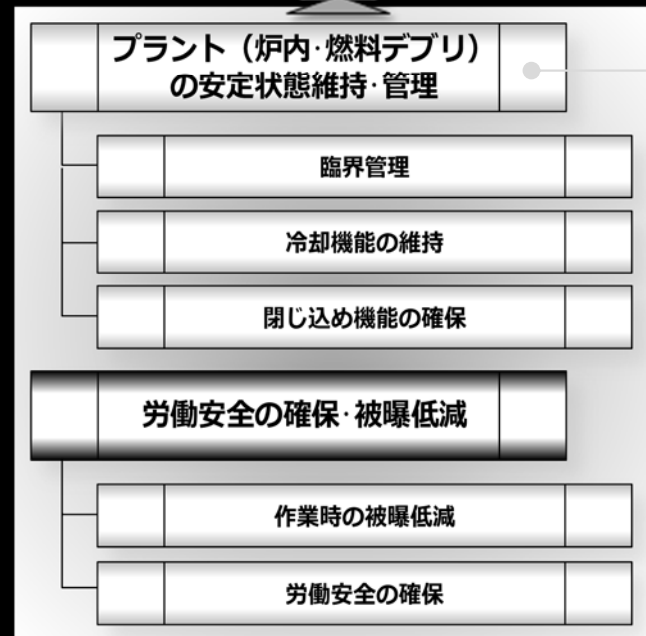 プラント（炉内·燃料デブリ）
の安定状態維持·管理
臨界管理
冷却機能の維持
閉じ込め機能の確保
労働安全の確保·被曝低減
作業時の被曝低減
労働安全の確保